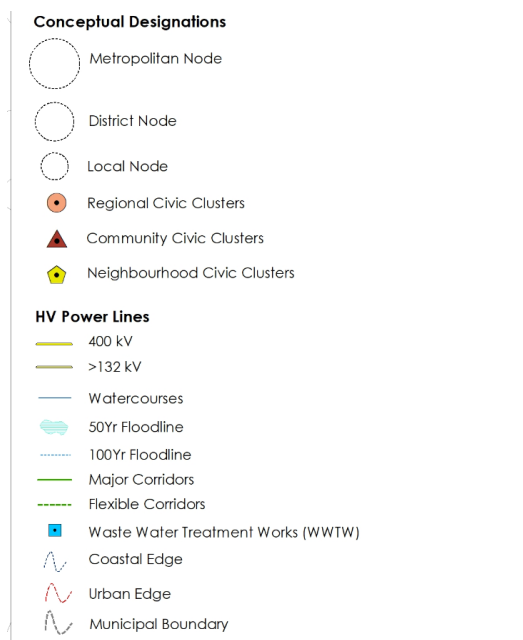 Conceptual Designations
Metropolitan Node
District Node
Local Node
Regional Civic Clusters
Community Civic Clusters
Neighbourhood Civic Clusters
HV Power Lines
400 kV
>132 kV
Watercourses
50Yr Floodline
100Yr Floodline
Major Corridors
Flexible Corridors
Waste Water Treatment Works (WWTW)
Coastal Edge
Urban Edge
Municipal Boundary